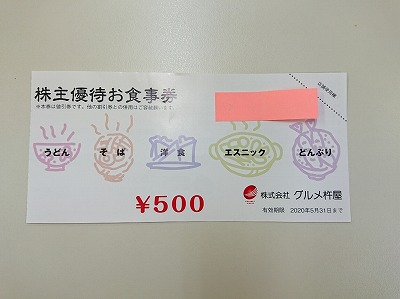 株主優待お食事券
※本券は値引券です。他の割引券との併用はご容赦願います。
うどん
そば
洋食
エスニック
どんぶり
¥500
株式会社 グルメ杵屋
有効期限 2020年5月31日まで